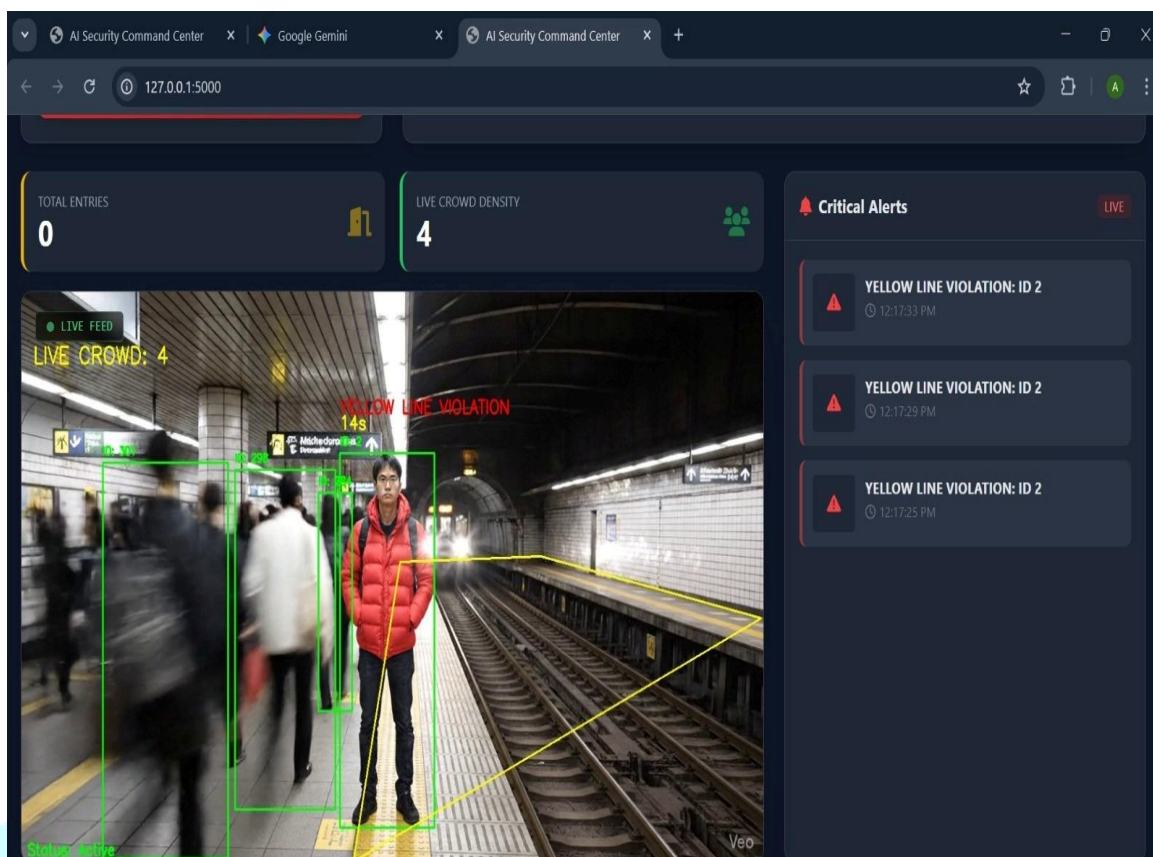 AI Security Command Center
Google Gemini
AI Security Command Center
127.0.0.1:5000
A
TOTAL ENTRIES
0
LIVE CROWD DENSITY
4
Critical Alerts
LIVE
YELLOW LINE VIOLATION: ID 2
12:17:33 PM
YELLOW LINE VIOLATION: ID 2
12:17:29 PM
YELLOW LINE VIOLATION: ID 2
12:17:25 PM
LIVE FEED
LIVE CROWD: 4
YELLOW LINE VIOLATION
14s
ID: 2
Status: Active
Veo